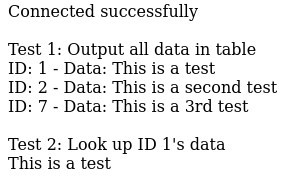 Connected successfully
Test 1: Output all data in table
ID: 1 - Data: This is a test
ID: 2 - Data: This is a second test
ID: 7 - Data: This is a 3rd test
Test 2: Look up ID 1's data
This is a test